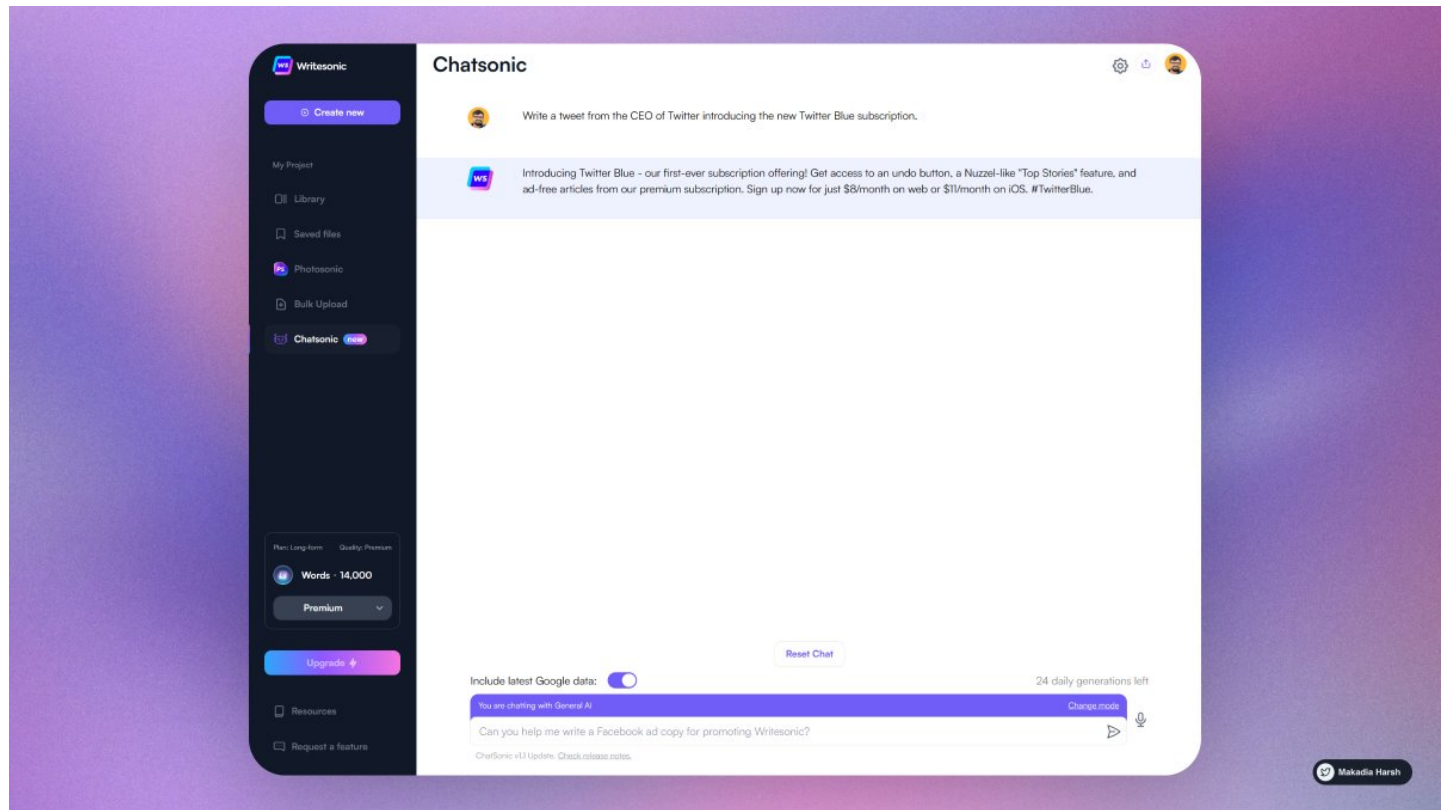 WS Writesonic
Create new
My Project
Library
Saved files
PS Photosonic
Bulk Upload
Chatsonic new
Plan: Long-form Quality: Premium
Words · 14,000
Premium
Upgrade
Resources
Request a feature
Chatsonic
Write a tweet from the CEO of Twitter introducing the new Twitter Blue subscription.
WS
Introducing Twitter Blue - our first-ever subscription offering! Get access to an undo button, a Nuzzel-like "Top Stories" feature, and
ad-free articles from our premium subscription. Sign up now for just $8/month on web or $11/month on iOS. #TwitterBlue.
Reset Chat
Include latest Google data:
24 daily generations left
You are chatting with General AI Change mode
Can you help me write a Facebook ad copy for promoting Writesonic?
ChatSonic v1.1 Update. Check release notes.
Makadia Harsh